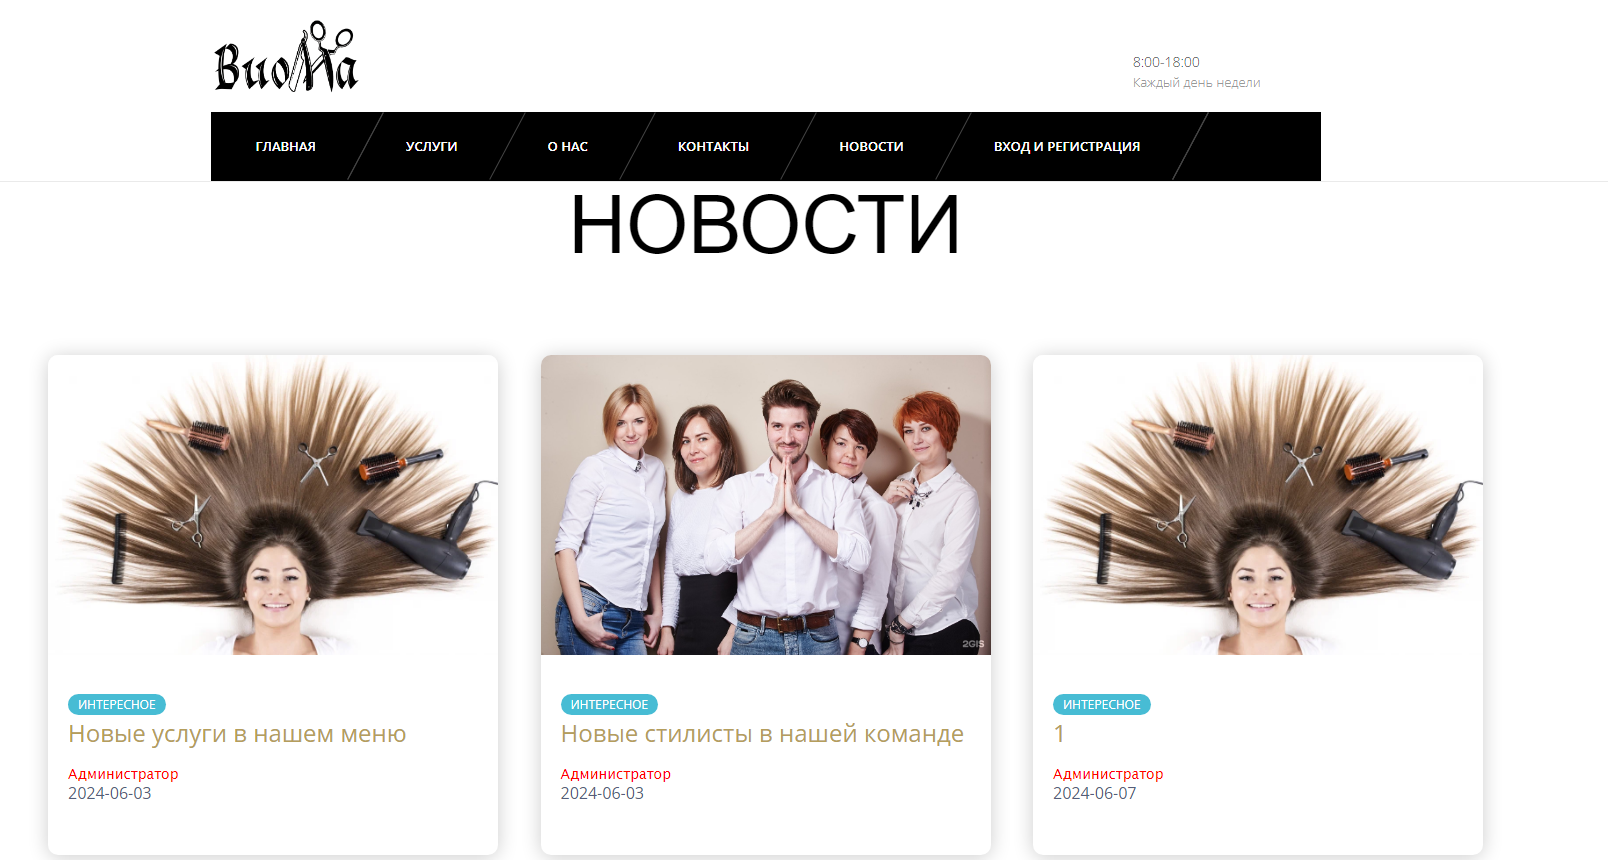 Виола
8:00-18:00
Каждый день недели
ГЛАВНАЯ УСЛУГИ О НАС КОНТАКТЫ НОВОСТИ ВХОД И РЕГИСТРАЦИЯ
НОВОСТИ
2GIS
ИНТЕРЕСНОЕ
Новые услуги в нашем меню
Администратор
2024-06-03
ИНТЕРЕСНОЕ
Новые стилисты в нашей команде
Администратор
2024-06-03
ИНТЕРЕСНОЕ
1
Администратор
2024-06-07